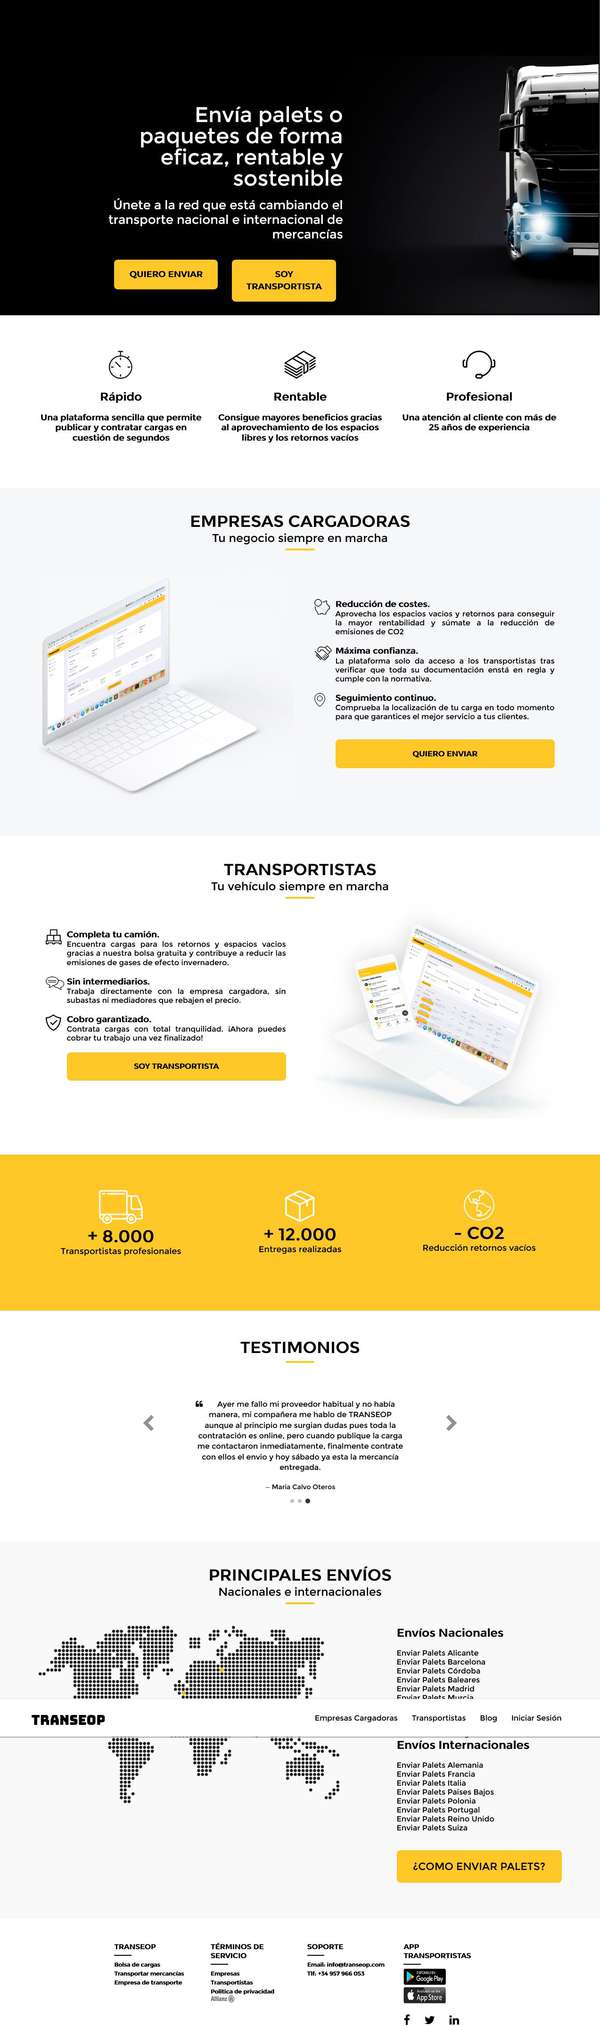 Envía palets o
paquetes de forma
eficaz, rentable y
sostenible
Únete a la red que está cambiando el
transporte nacional e internacional de
mercancías
QUIERO ENVIAR
SOY
TRANSPORTISTA
Rápido
Una plataforma sencilla que permite
publicar y contratar cargas en
cuestión de segundos
Rentable
Consigue mayores beneficios gracias
al aprovechamiento de los espacios
libres y los retornos vacíos
Profesional
Una atención al cliente con más de
25 años de experiencia
EMPRESAS CARGADORAS
Tu negocio siempre en marcha
Reducción de costes.
Aprovecha los espacios vacios y retornos para conseguir
la mayor rentabilidad y súmate a la reducción de
emisiones de CO2
Máxima confianza.
La plataforma solo da acceso a los transportistas tras
verificar que toda su documentación enstá en regla y
cumple con la normativa.
Seguimiento continuo.
Comprueba la localización de tu carga en todo momento
para que garantices el mejor servicio a tus clientes.
QUIERO ENVIAR
TRANSPORTISTAS
Tu vehículo siempre en marcha
Completa tu camión.
Encuentra cargas para los retornos y espacios vacios
gracias a nuestra bolsa gratuita y contribuye a reducir las
emisiones de gases de efecto invernadero.
Sin intermediarios.
Trabaja directamente con la empresa cargadora, sin
subastas ni mediadores que rebajen el precio.
Cobro garantizado.
Contrata cargas con total tranquilidad. ¡Ahora puedes
cobrar tu trabajo una vez finalizado!
SOY TRANSPORTISTA
+ 8.000
Transportistas profesionales
+ 12.000
Entregas realizadas
- CO2
Reducción retornos vacíos
TESTIMONIOS
“ Ayer me fallo mi proveedor habitual y no había
manera, mi compañera me hablo de TRANSEOP
aunque al principio me surgian dudas pues toda la
contratación es online, pero cuando publique la carga
me contactaron inmediatamente, finalmente contrate
con ellos el envio y hoy sábado ya esta la mercancía
entregada.
– Maria Calvo Oteros
PRINCIPALES ENVÍOS
Nacionales e internacionales
Envíos Nacionales
Enviar Palets Alicante
Enviar Palets Barcelona
Enviar Palets Córdoba
Enviar Palets Baleares
Enviar Palets Madrid
Enviar Palets Murcia
TRANSEOP
Empresas Cargadoras
Transportistas
Blog
Iniciar Sesión
Envíos Internacionales
Enviar Palets Alemania
Enviar Palets Francia
Enviar Palets Italia
Enviar Palets Paises Bajos
Enviar Palets Polonia
Enviar Palets Portugal
Enviar Palets Reino Unido
Enviar Palets Suiza
¿COMO ENVIAR PALETS?
TRANSEOP
Bolsa de cargas
Transportar mercancías
Empresa de transporte
TÉRMINOS DE
SERVICIO
Empresas
Transportistas
Política de privacidad
Allianz
SOPORTE
Email: info@transeop.com
Tlf: +34 957 966 053
APP
TRANSPORTISTAS
Google Play
App Store